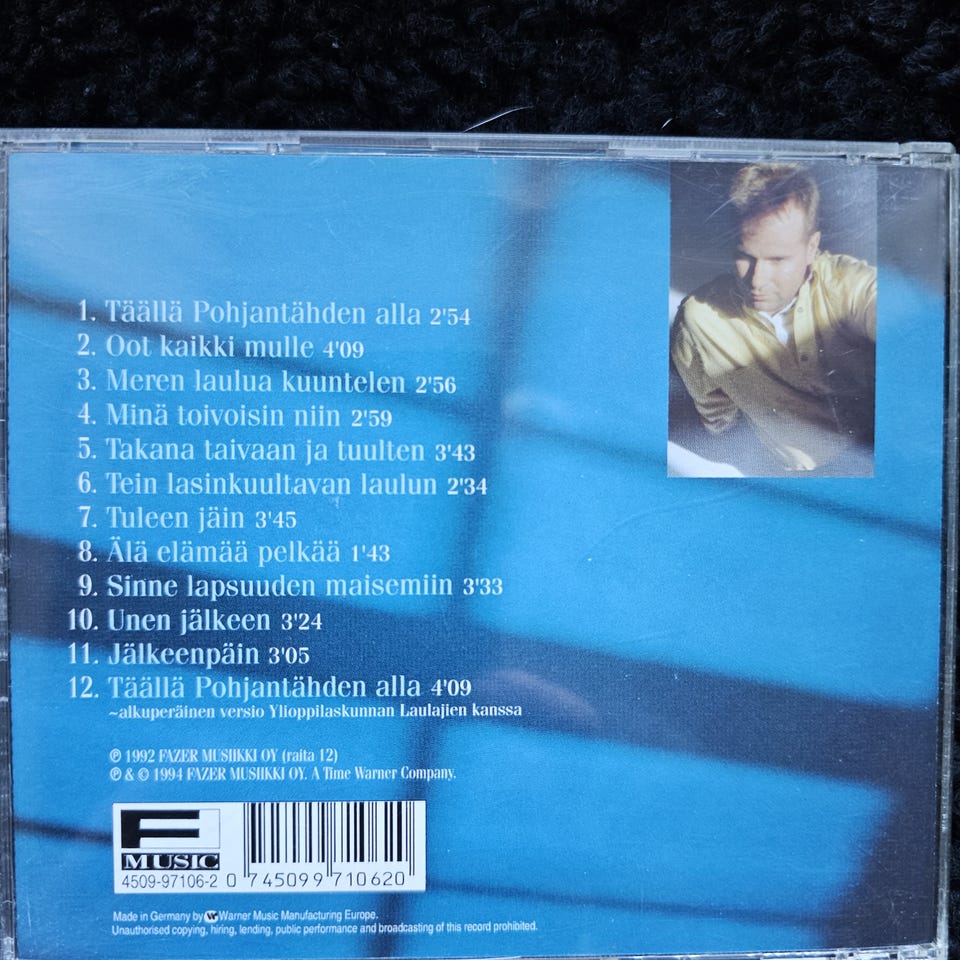 1. Täällä Pohjantähden alla 2'54
2. Oot kaikki mulle 4'09
3. Meren laulua kuuntelen 2'56
4. Minä toivoisin niin 2'59
5. Takana taivaan ja tuulten 3'43
6. Tein lasinkuultavan laulun 2'34
7. Tuleen jäin 3'45
8. Älä elämää pelkää 1'43
9. Sinne lapsuuden maisemiin 3'33
10. Unen jälkeen 3'24
11. Jälkeenpäin 3'05
12. Täällä Pohjantähden alla 4'09
~alkuperäinen versio Ylioppilaskunnan Laulajien kanssa
℗ 1992 FAZER MUSIIKKI OY (raita 12)
℗ & © 1994 FAZER MUSIIKKI OY. A Time Warner Company.
F
MUSIC
4509-97106-2
0 745099 710620
Made in Germany by Warner Music Manufacturing Europe.
Unauthorised copying, hiring, lending, public performance and broadcasting of this record prohibited.